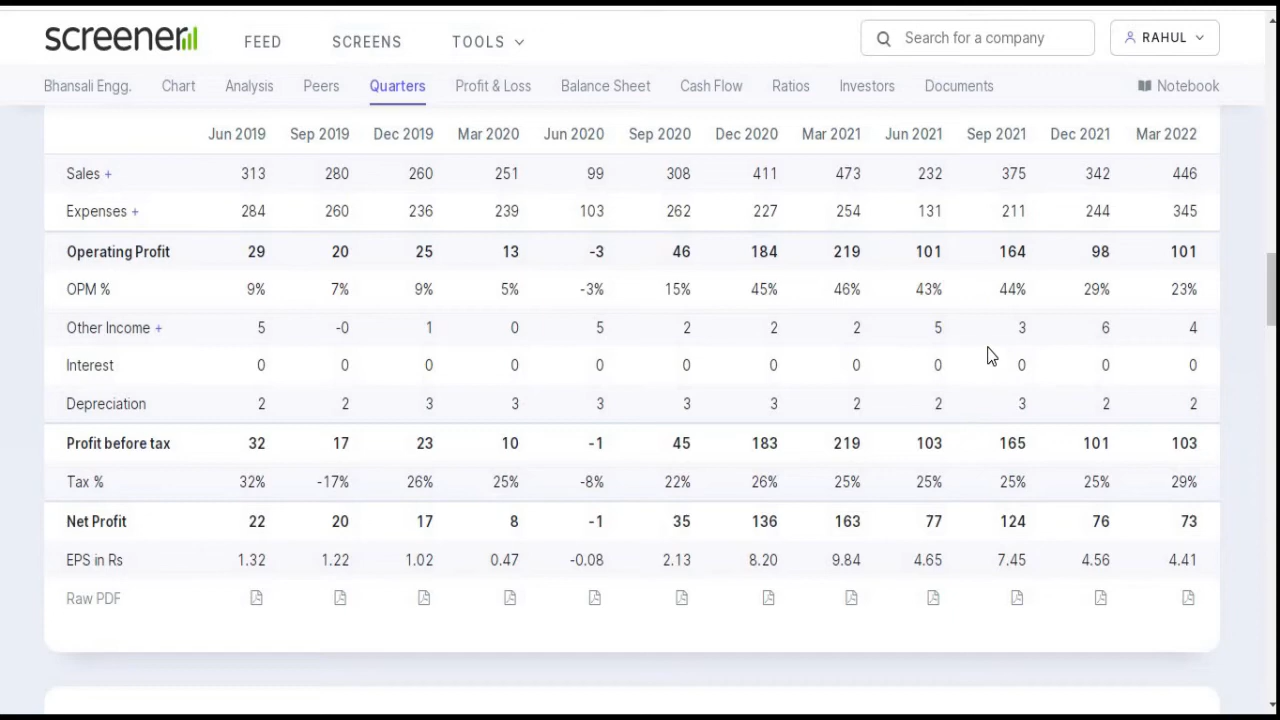 screener FEED SCREENS TOOLS Search for a company RAHUL
Bhansali Engg. Chart Analysis Peers Quarters Profit & Loss Balance Sheet Cash Flow Ratios Investors Documents Notebook
Jun 2019 Sep 2019 Dec 2019 Mar 2020 Jun 2020 Sep 2020 Dec 2020 Mar 2021 Jun 2021 Sep 2021 Dec 2021 Mar 2022
Sales + 313 280 260 251 99 308 411 473 232 375 342 446
Expenses + 284 260 236 239 103 262 227 254 131 211 244 345
Operating Profit 29 20 25 13 -3 46 184 219 101 164 98 101
OPM % 9% 7% 9% 5% -3% 15% 45% 46% 43% 44% 29% 23%
Other Income + 5 -0 1 0 5 2 2 2 5 3 6 4
Interest 0 0 0 0 0 0 0 0 0 0 0 0
Depreciation 2 2 3 3 3 3 3 2 2 3 2 2
Profit before tax 32 17 23 10 -1 45 183 219 103 165 101 103
Tax % 32% -17% 26% 25% -8% 22% 26% 25% 25% 25% 25% 29%
Net Profit 22 20 17 8 -1 35 136 163 77 124 76 73
EPS in Rs 1.32 1.22 1.02 0.47 -0.08 2.13 8.20 9.84 4.65 7.45 4.56 4.41
Raw PDF